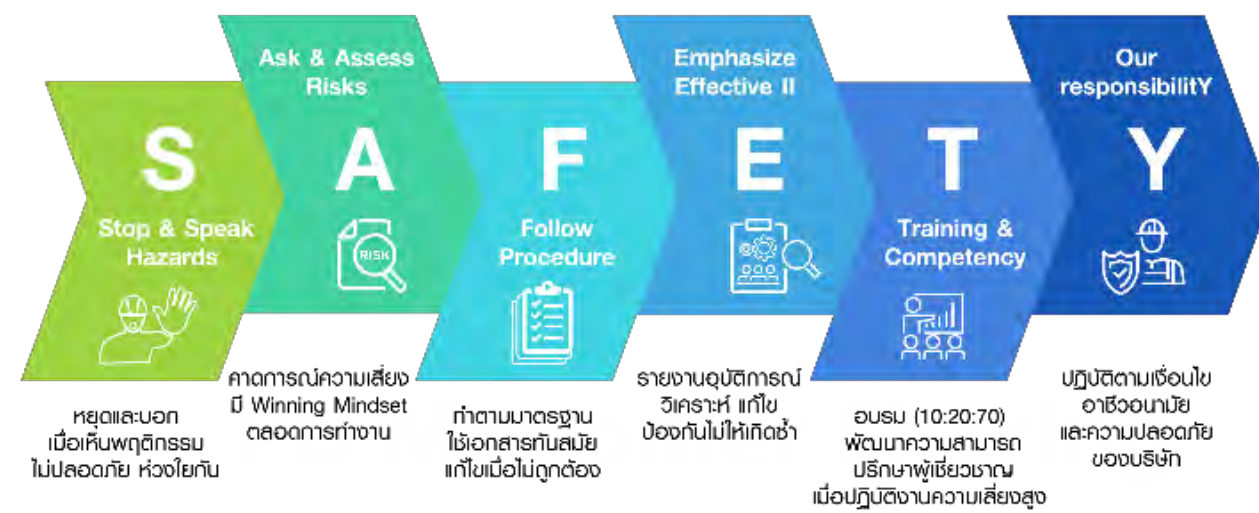 S
Stop & Speak
Hazards
หยุดและบอก
เมื่อเห็นพฤติกรรม
ไม่ปลอดภัย ห่วงใยกัน
Ask & Assess
Risks
A
RISK
คาดการณ์ความเสี่ยง
มี Winning Mindset
ตลอดการทำงาน
F
Follow
Procedure
ทำตามมาตรฐาน
ใช้เอกสารทันสมัย
แก้ไขเมื่อไม่ถูกต้อง
Emphasize
Effective II
E
รายงานอุบัติการณ์
วิเคราะห์ แก้ไข
ป้องกันไม่ให้เกิดซ้ำ
T
Training &
Competency
อบรม (10:20:70)
พัฒนาความสามารถ
ปรึกษาผู้เชี่ยวชาญ
เมื่อปฏิบัติงานความเสี่ยงสูง
Our
responsibilitY
Y
ปฏิบัติตามเงื่อนไข
อาชีวอนามัย
และความปลอดภัย
ของบริษัท